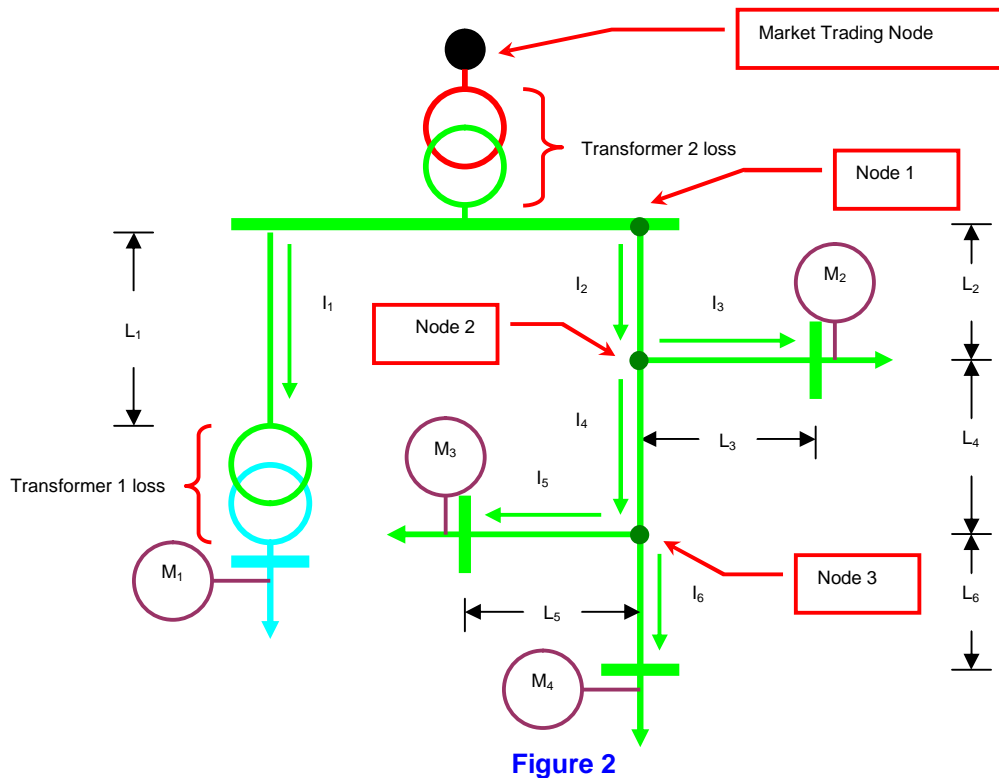 Market Trading Node
Transformer 2 loss
Node 1
I₁
I₂
I₃
M₂
L₂
L₁
Node 2
I₄
L₃
L₄
M₃
I₅
Transformer 1 loss
M₁
Node 3
I₆
L₅
L₆
M₄
Figure 2